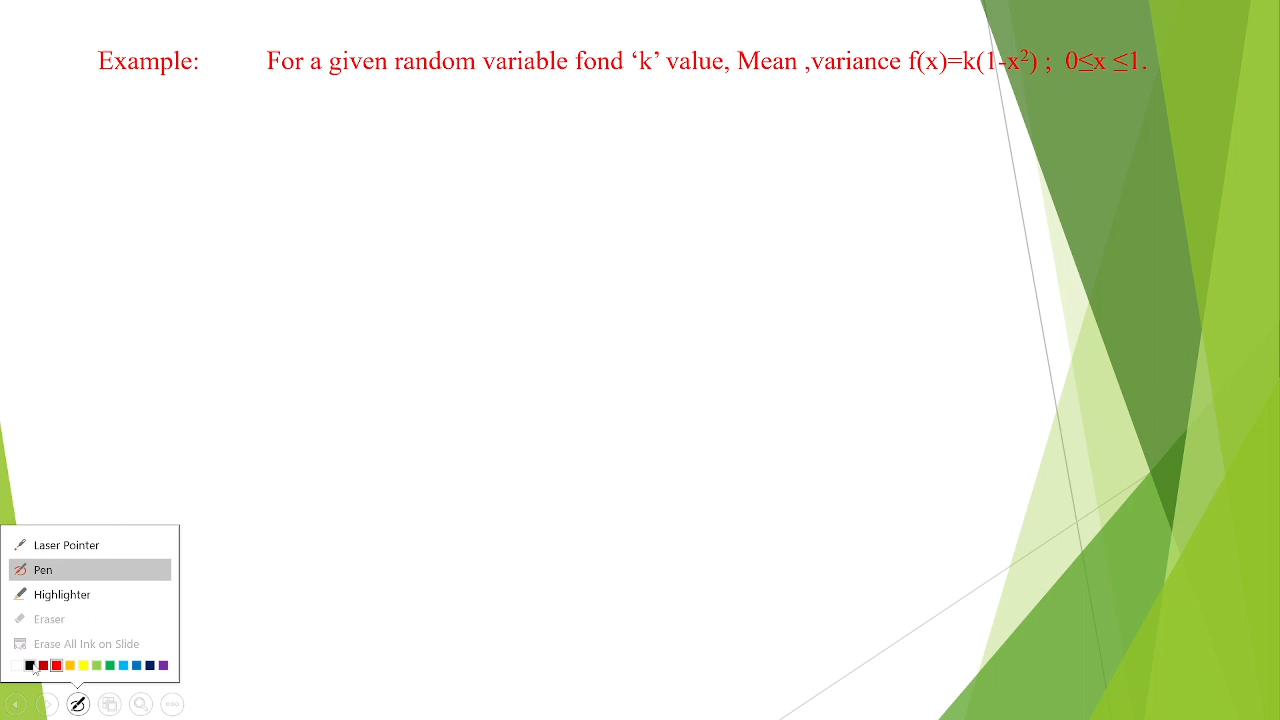 Example: For a given random variable fond ‘k’ value, Mean ,variance f(x)=k(1-x²) ; 0≤x ≤1.
Laser Pointer
Pen
Highlighter
Eraser
Erase All Ink on Slide